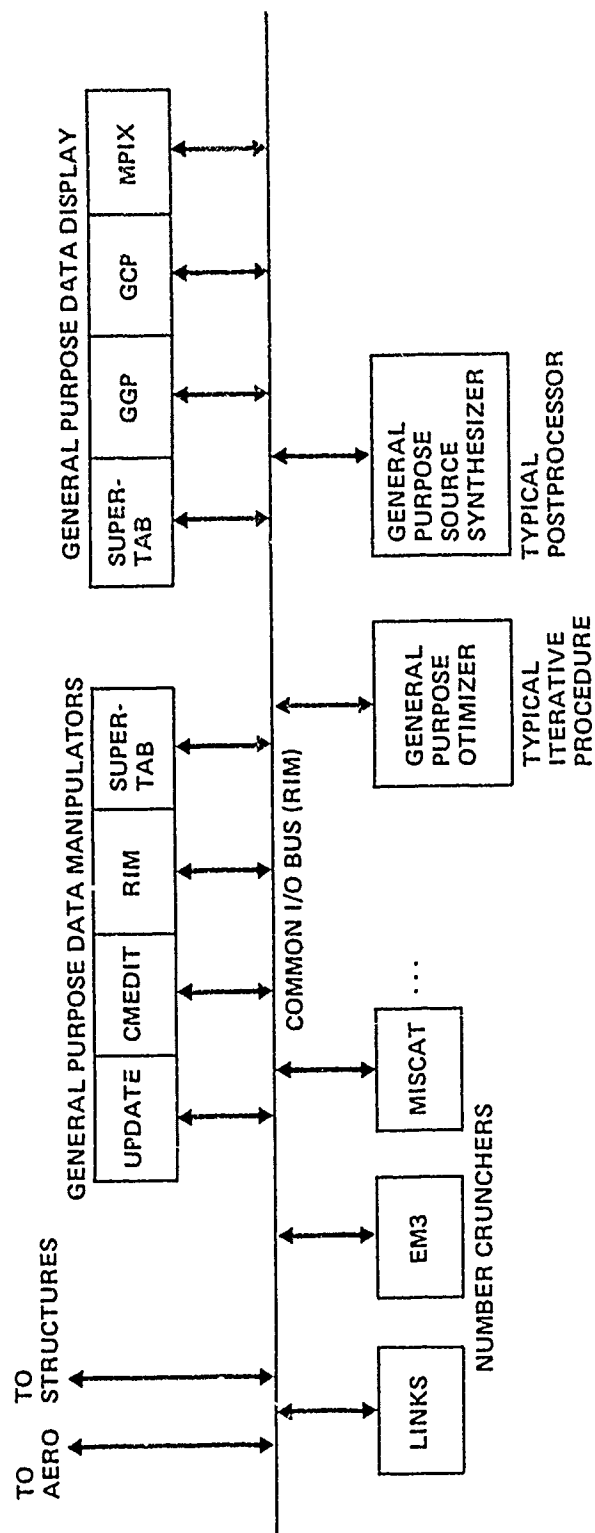 TO
AERO
TO
STRUCTURES
GENERAL PURPOSE DATA MANIPULATORS
UPDATE
CMEDIT
RIM
SUPER-
TAB
GENERAL PURPOSE DATA DISPLAY
SUPER-
TAB
GGP
GCP
MPIX
COMMON I/O BUS (RIM)
LINKS
EM3
MISCAT
...
NUMBER CRUNCHERS
GENERAL
PURPOSE
OTIMIZER
TYPICAL
ITERATIVE
PROCEDURE
GENERAL
PURPOSE
SOURCE
SYNTHESIZER
TYPICAL
POSTPROCESSOR